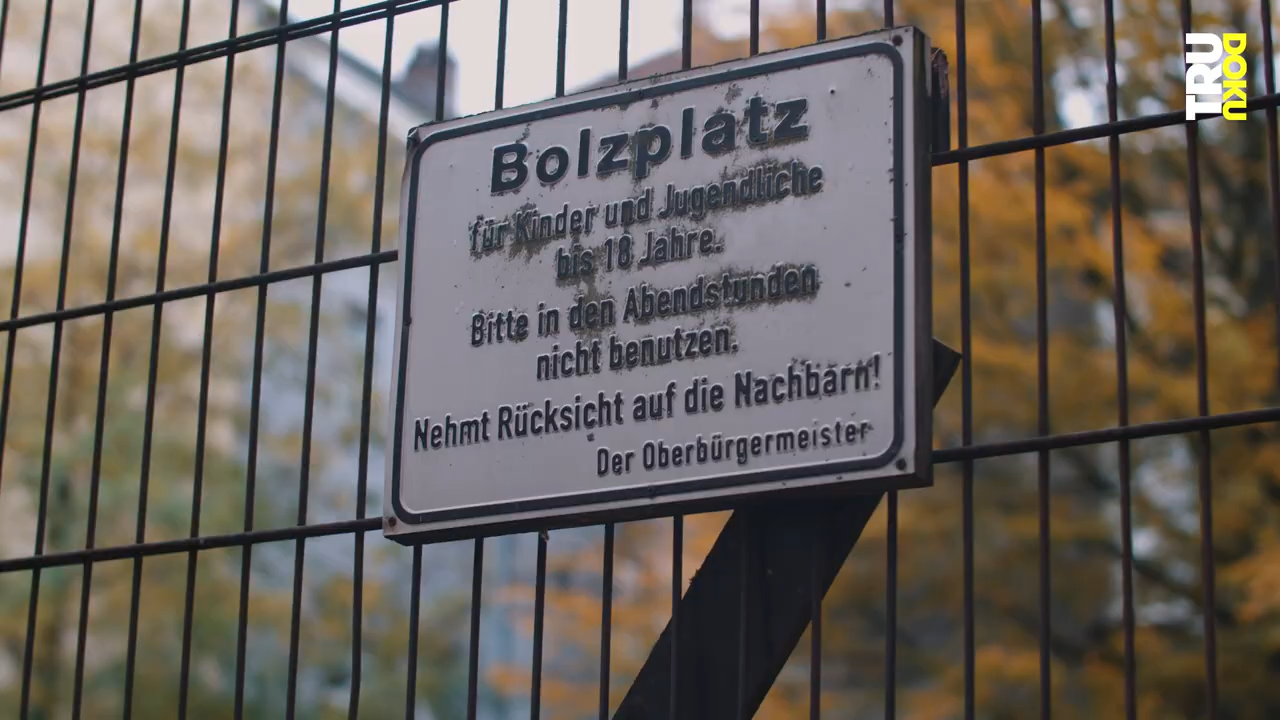 Bolzplatz
für Kinder und Jugendliche
bis 18 Jahre.
Bitte in den Abendstunden
nicht benutzen.
Nehmt Rücksicht auf die Nachbarn!
Der Oberbürgermeister
TRU
DOKU